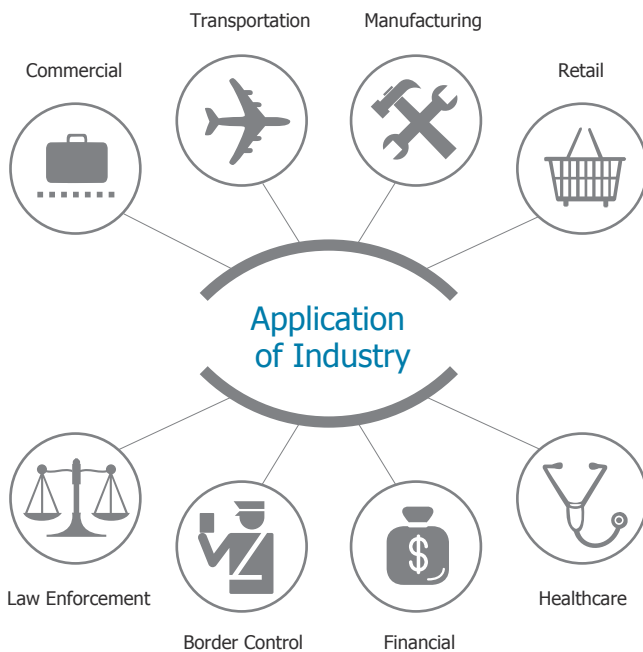 Transportation
Manufacturing
Commercial
Retail
Application
of Industry
$
Law Enforcement
Healthcare
Border Control
Financial